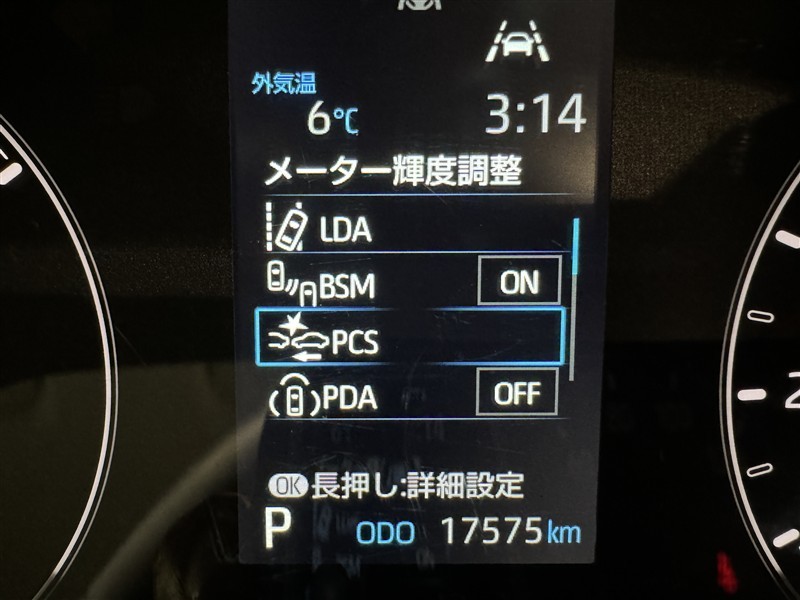 外気温
6℃ 3:14
メーター輝度調整
LDA
BSM ON
PCS
PDA OFF
OK長押し:詳細設定
P ODO 17575km
2